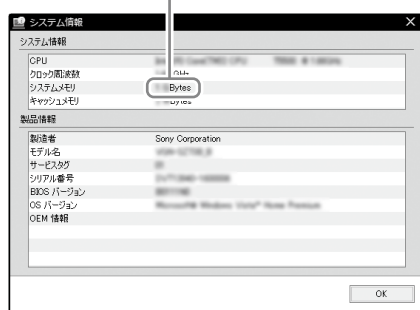 システム情報
システム情報
CPU
クロック周波数 GHz
システムメモリ Bytes
キャッシュメモリ Bytes
製品情報
製造者 Sony Corporation
モデル名
サービスタグ
シリアル番号
BIOS バージョン
OS バージョン
OEM 情報
OK